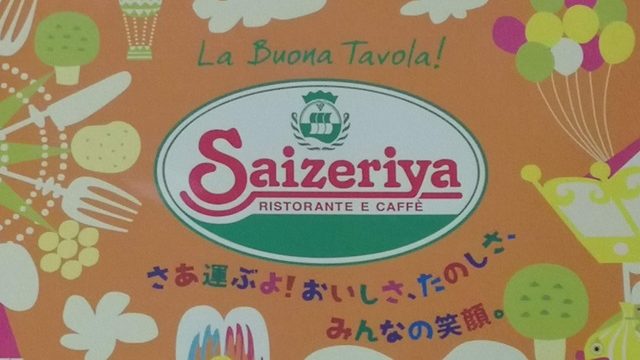 La Buona Tavola!
Saizeriya
RISTORANTE E CAFFÈ
さあ運ぶよ!おいしさ、たのしさ、
みんなの笑顔。